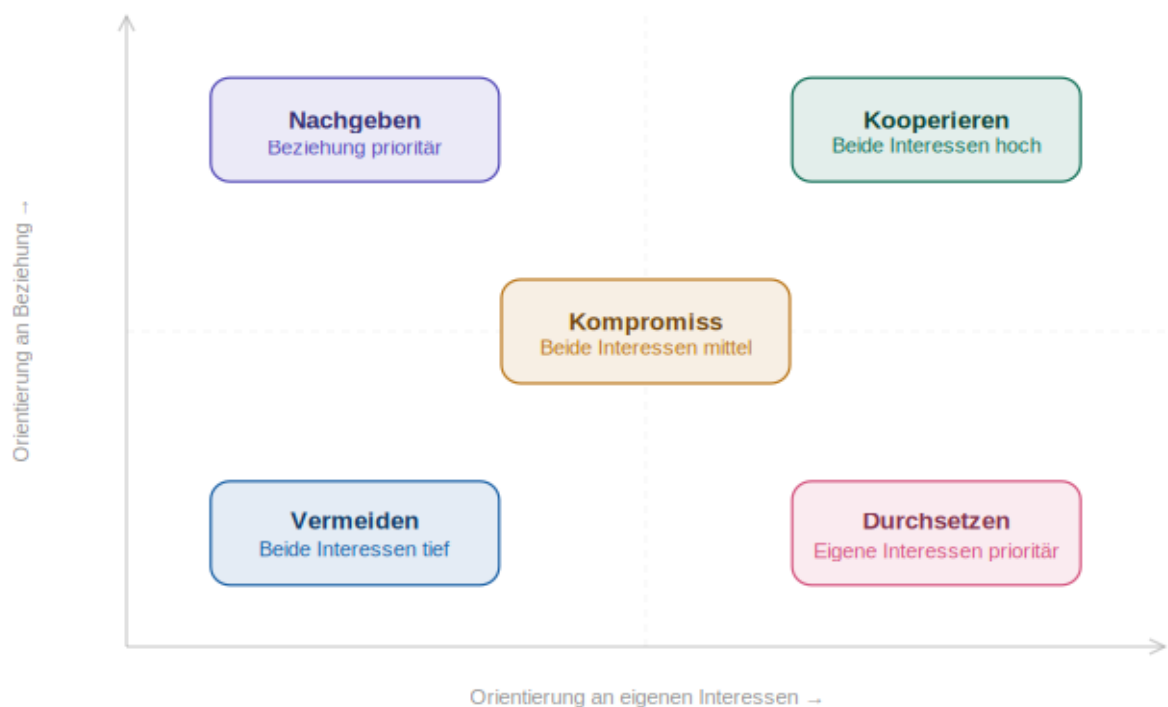 Nachgeben
Beziehung prioritär
Kooperieren
Beide Interessen hoch
Orientierung an Beziehung →
Kompromiss
Beide Interessen mittel
Vermeiden
Beide Interessen tief
Durchsetzen
Eigene Interessen prioritär
Orientierung an eigenen Interessen →